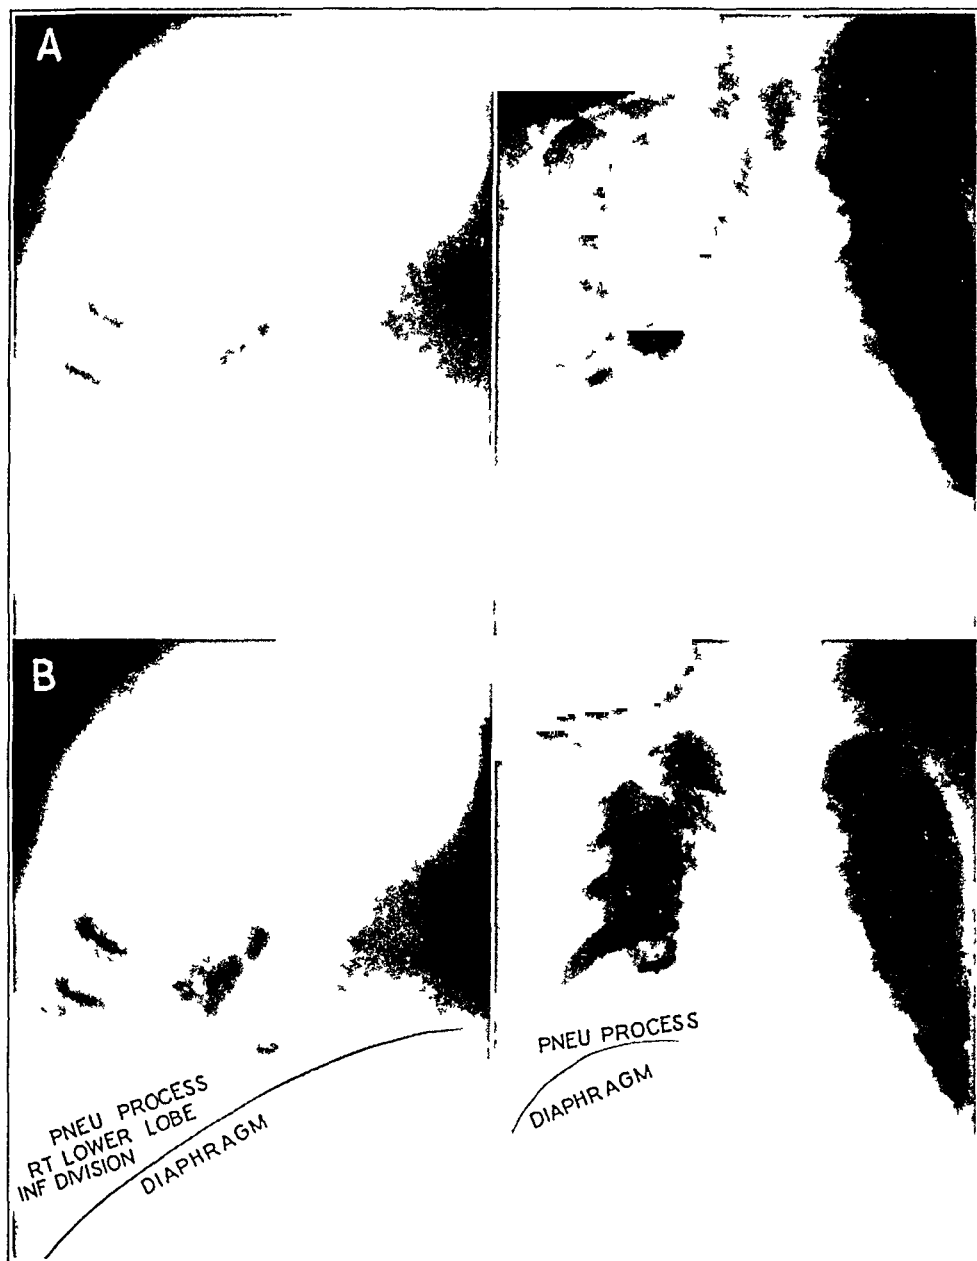 A
B
PNEU PROCESS
RT LOWER LOBE
INF DIVISION
DIAPHRAGM
PNEU PROCESS
DIAPHRAGM